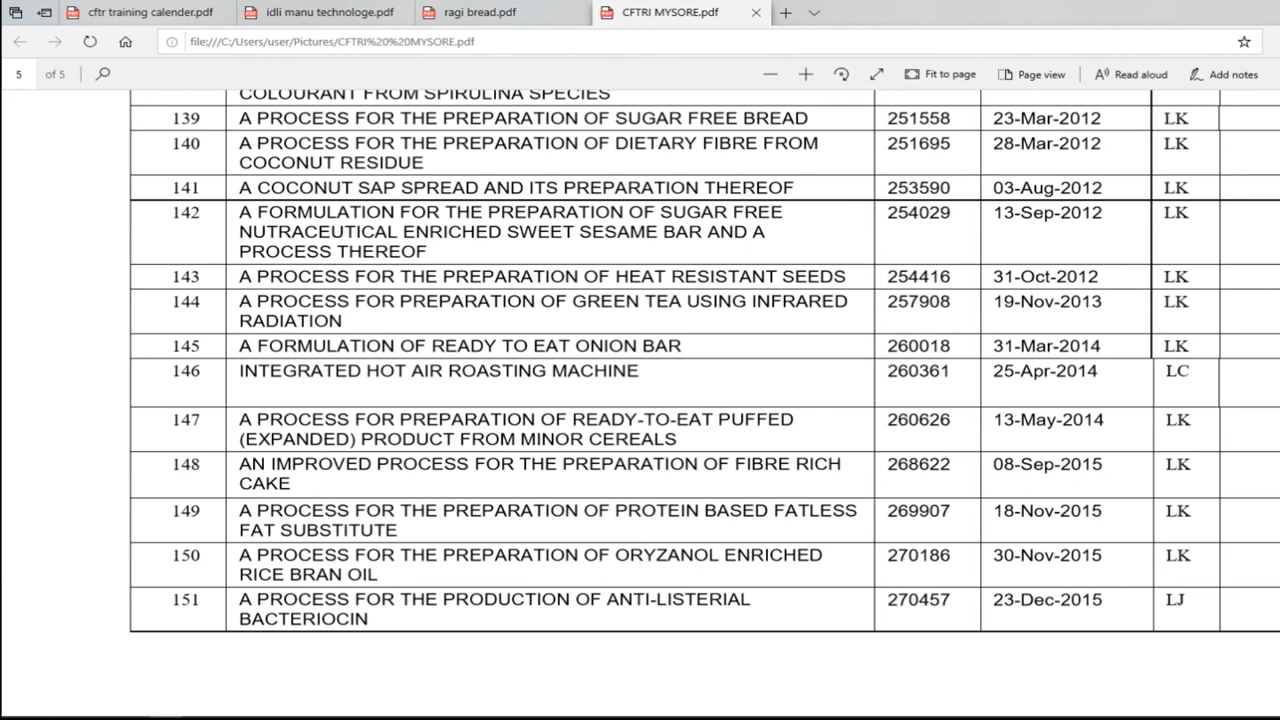 cftr training calender.pdf
idli manu technologe.pdf
ragi bread.pdf
CFTRI MYSORE.pdf
file:///C:/Users/user/Pictures/CFTRI%20%20MYSORE.pdf
5 of 5
Fit to page
Page view
Read aloud
Add notes
COLOURANT FROM SPIRULINA SPECIES
139 A PROCESS FOR THE PREPARATION OF SUGAR FREE BREAD 251558 23-Mar-2012 LK
140 A PROCESS FOR THE PREPARATION OF DIETARY FIBRE FROM 251695 28-Mar-2012 LK
COCONUT RESIDUE
141 A COCONUT SAP SPREAD AND ITS PREPARATION THEREOF 253590 03-Aug-2012 LK
142 A FORMULATION FOR THE PREPARATION OF SUGAR FREE 254029 13-Sep-2012 LK
NUTRACEUTICAL ENRICHED SWEET SESAME BAR AND A
PROCESS THEREOF
143 A PROCESS FOR THE PREPARATION OF HEAT RESISTANT SEEDS 254416 31-Oct-2012 LK
144 A PROCESS FOR PREPARATION OF GREEN TEA USING INFRARED 257908 19-Nov-2013 LK
RADIATION
145 A FORMULATION OF READY TO EAT ONION BAR 260018 31-Mar-2014 LK
146 INTEGRATED HOT AIR ROASTING MACHINE 260361 25-Apr-2014 LC
147 A PROCESS FOR PREPARATION OF READY-TO-EAT PUFFED 260626 13-May-2014 LK
(EXPANDED) PRODUCT FROM MINOR CEREALS
148 AN IMPROVED PROCESS FOR THE PREPARATION OF FIBRE RICH 268622 08-Sep-2015 LK
CAKE
149 A PROCESS FOR THE PREPARATION OF PROTEIN BASED FATLESS 269907 18-Nov-2015 LK
FAT SUBSTITUTE
150 A PROCESS FOR THE PREPARATION OF ORYZANOL ENRICHED 270186 30-Nov-2015 LK
RICE BRAN OIL
151 A PROCESS FOR THE PRODUCTION OF ANTI-LISTERIAL 270457 23-Dec-2015 LJ
BACTERIOCIN